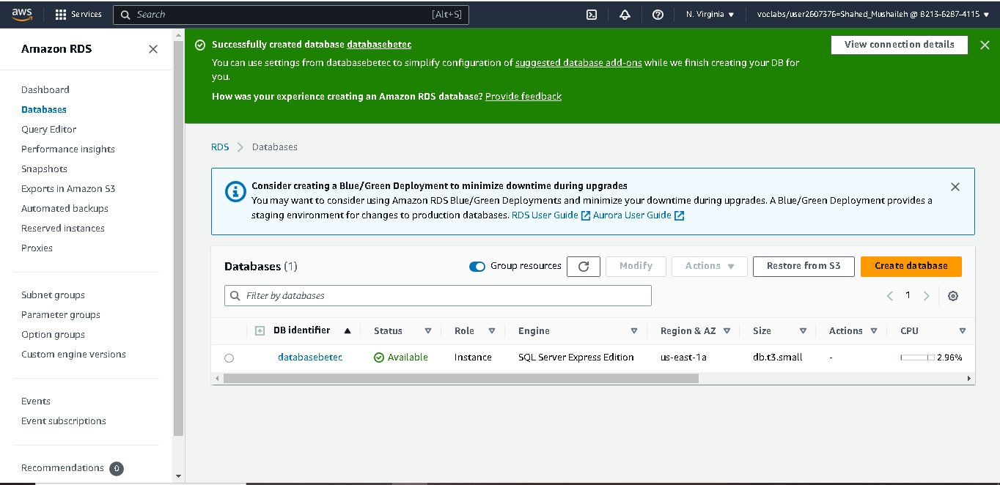 aws
Services
Search
[Alt+S]
N. Virginia
voclabs/user2607376=Shahed_Mushaileh @ 8213-6287-4115
Amazon RDS
Dashboard
Databases
Query Editor
Performance insights
Snapshots
Exports in Amazon S3
Automated backups
Reserved instances
Proxies
Subnet groups
Parameter groups
Option groups
Custom engine versions
Events
Event subscriptions
Recommendations 0
Successfully created database databasebetec
View connection details
You can use settings from databasebetec to simplify configuration of suggested database add-ons while we finish creating your DB for
you.
How was your experience creating an Amazon RDS database? Provide feedback
RDS
Databases
Consider creating a Blue/Green Deployment to minimize downtime during upgrades
You may want to consider using Amazon RDS Blue/Green Deployments and minimize your downtime during upgrades. A Blue/Green Deployment provides a
staging environment for changes to production databases. RDS User Guide Aurora User Guide
Databases (1)
Group resources
Modify
Actions
Restore from S3
Create database
Filter by databases
1
DB identifier Status Role Engine Region & AZ Size Actions CPU
databasebetec Available Instance SQL Server Express Edition us-east-1a db.t3.small - 2.96%